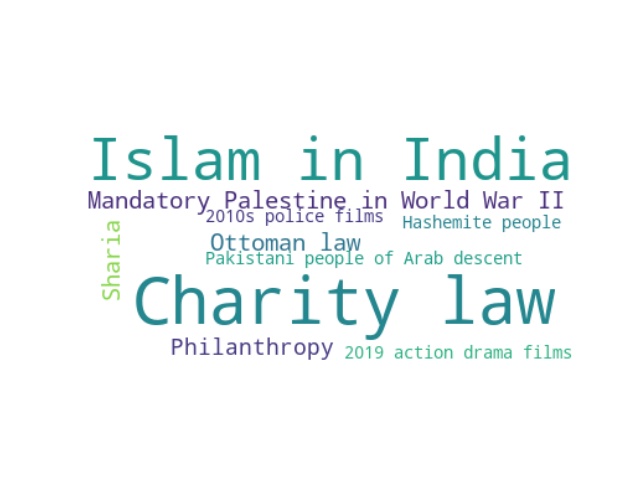 Islam in India
Mandatory Palestine in World War II
2010s police films
Hashemite people
Sharia
Ottoman law
Pakistani people of Arab descent
Charity law
Philanthropy
2019 action drama films